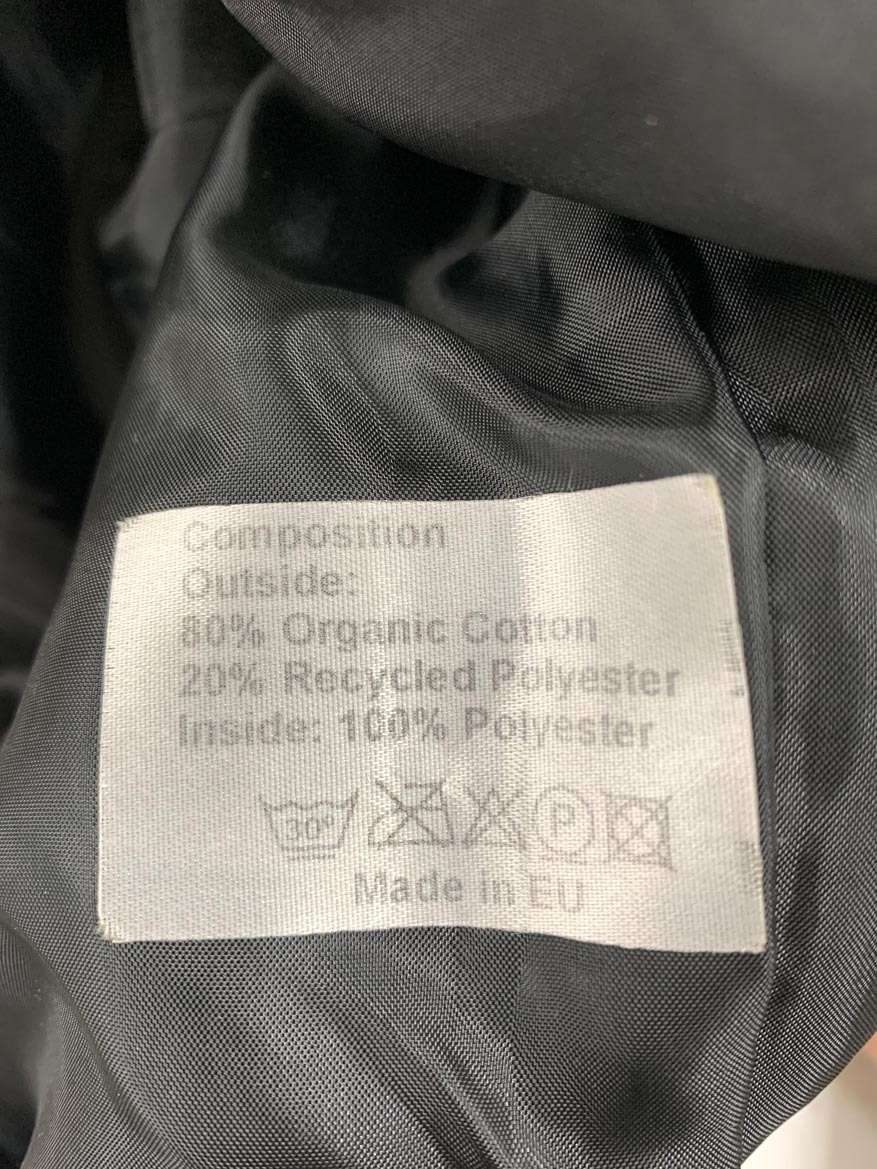 Composition
Outside:
80% Organic Cotton
20% Recycled Polyester
Inside: 100% Polyester
30° P
Made in EU